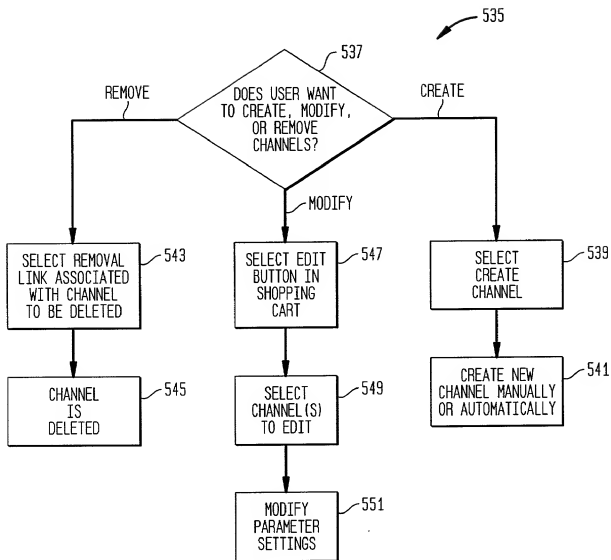 535
537
DOES USER WANT
TO CREATE, MODIFY,
OR REMOVE
CHANNELS?
REMOVE
CREATE
MODIFY
SELECT REMOVAL
LINK ASSOCIATED
WITH CHANNEL
TO BE DELETED
543
SELECT EDIT
BUTTON IN
SHOPPING
CART
547
SELECT
CREATE
CHANNEL
539
CHANNEL
IS
DELETED
545
SELECT
CHANNEL(S)
TO EDIT
549
CREATE NEW
CHANNEL MANUALLY
OR AUTOMATICALLY
541
MODIFY
PARAMETER
SETTINGS
551